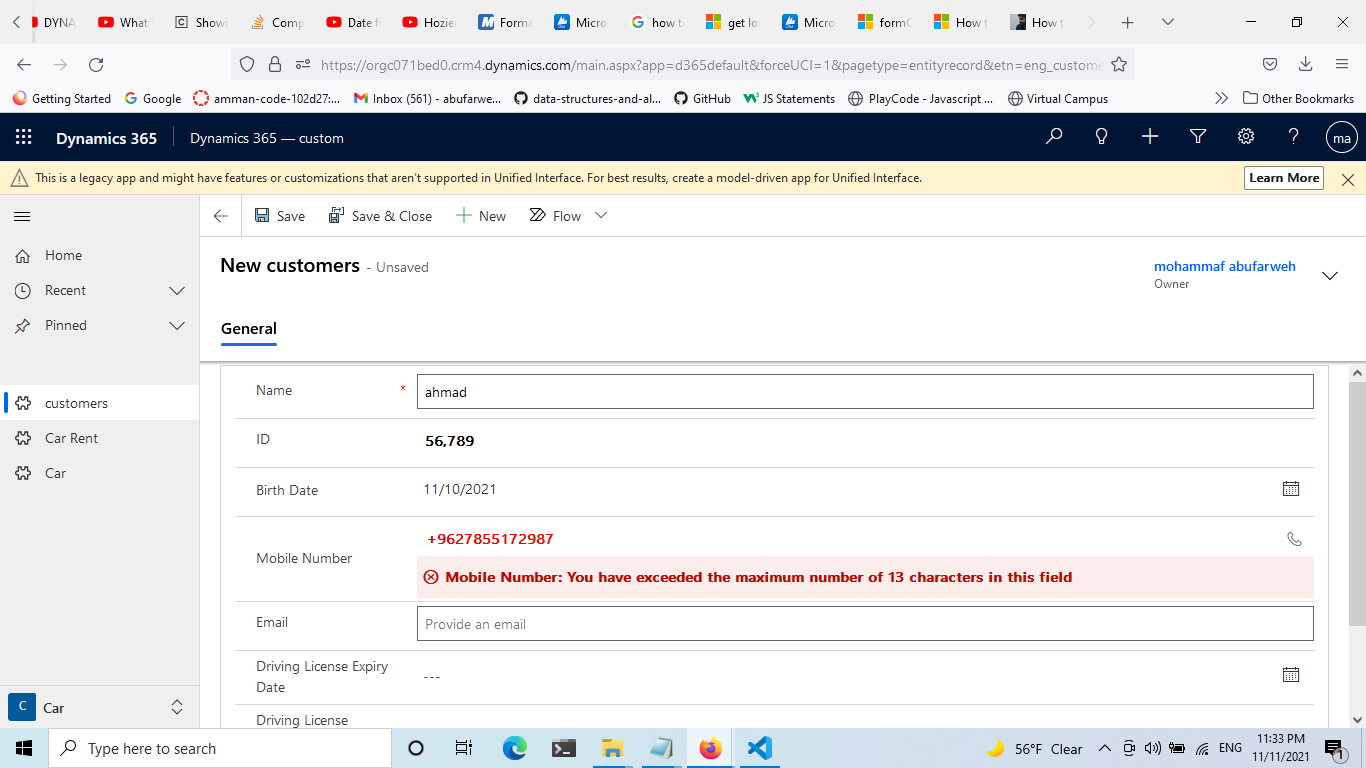 DYNA
What
Showi
Comp
Date f
Hozie
Forma
Micro
how t
get lo
Micro
formC
How t
How t
https://orgc071bed0.crm4.dynamics.com/main.aspx?app=d365default&forceUCI=1&pagetype=entityrecord&etn=eng_custome
Getting Started
Google
amman-code-102d27:...
Inbox (561) - abufarwe...
data-structures-and-al...
GitHub
JS Statements
PlayCode - Javascript ...
Virtual Campus
Other Bookmarks
Dynamics 365
Dynamics 365 — custom
ma
This is a legacy app and might have features or customizations that aren't supported in Unified Interface. For best results, create a model-driven app for Unified Interface.
Learn More
Save
Save & Close
New
Flow
Home
Recent
Pinned
customers
Car Rent
Car
C
Car
New customers - Unsaved
mohammaf abufarweh
Owner
General
Name *
ahmad
ID
56,789
Birth Date
11/10/2021
Mobile Number
+9627855172987
Mobile Number: You have exceeded the maximum number of 13 characters in this field
Email
Provide an email
Driving License Expiry
Date
---
Driving License
Type here to search
56°F Clear
ENG
11:33 PM
11/11/2021
1